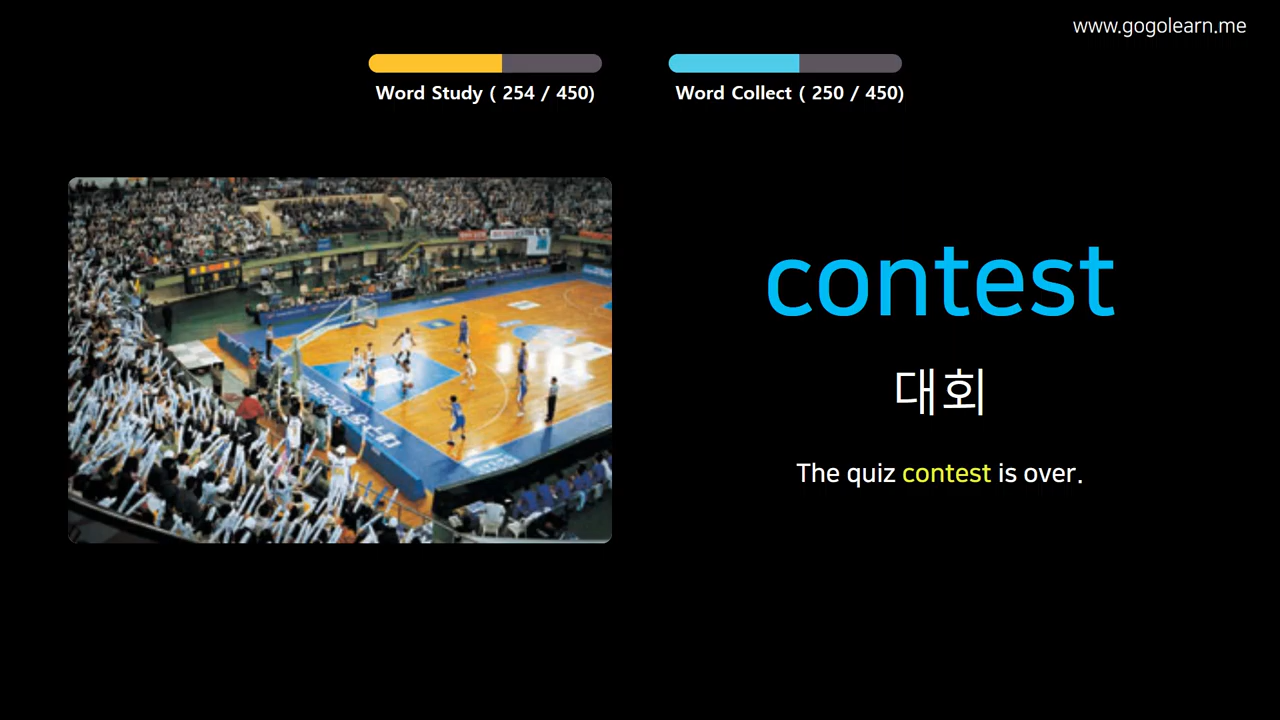 www.gogolearn.me
Word Study ( 254 / 450)
Word Collect ( 250 / 450)
contest
대회
The quiz contest is over.